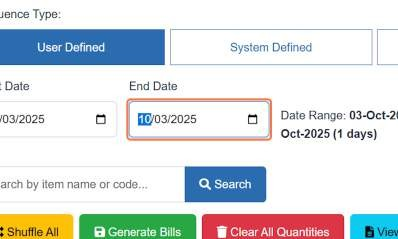 uence Type:
User Defined System Defined
t Date End Date
/03/2025 10/03/2025 Date Range: 03-Oct-20
Oct-2025 (1 days)
arch by item name or code... Search
Shuffle All Generate Bills Clear All Quantities View